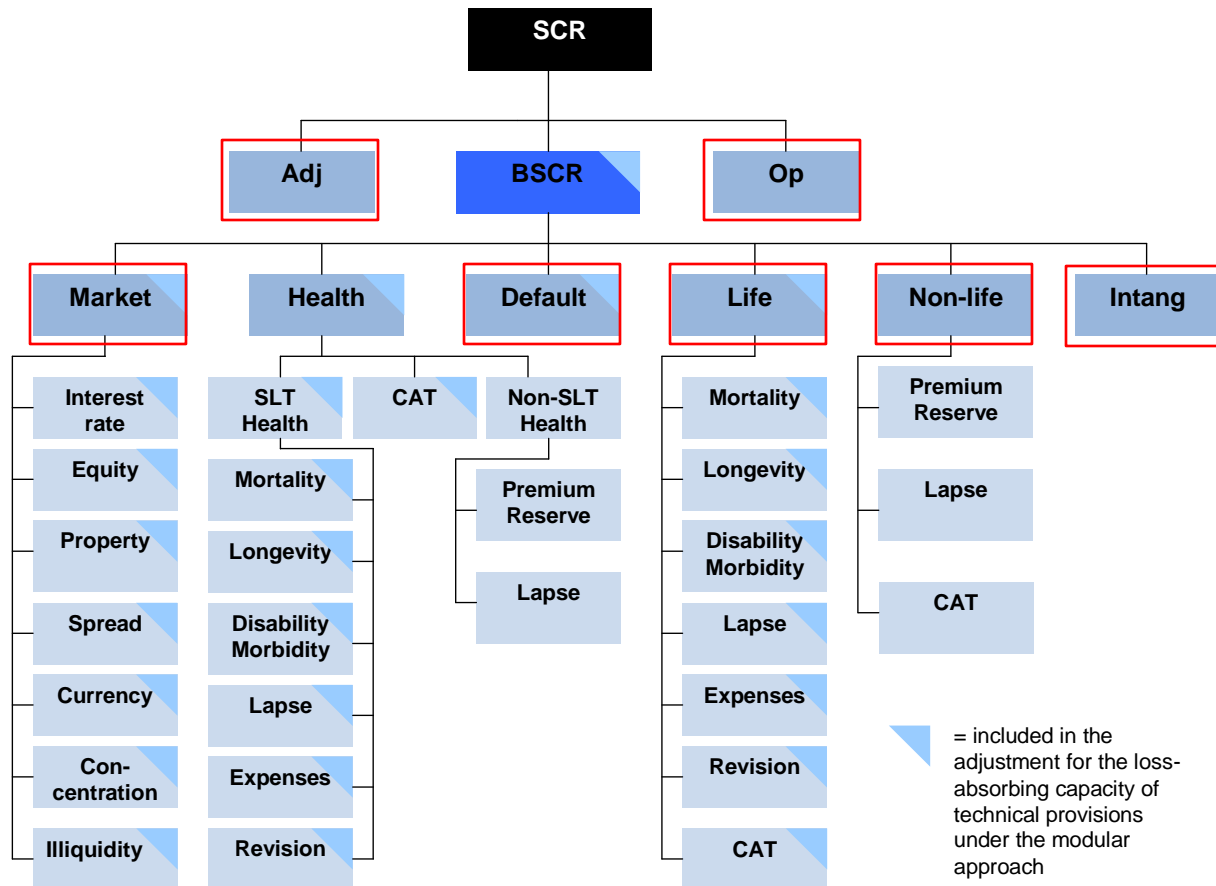 SCR
Adj
BSCR
Op
Market
Health
Default
Life
Non-life
Intang
Interest
rate
Equity
Property
Spread
Currency
Con-
centration
Illiquidity
SLT
Health
CAT
Non-SLT
Health
Mortality
Longevity
Disability
Morbidity
Lapse
Expenses
Revision
Premium
Reserve
Lapse
Mortality
Longevity
Disability
Morbidity
Lapse
Expenses
Revision
CAT
Premium
Reserve
Lapse
CAT
= included in the
adjustment for the loss-
absorbing capacity of
technical provisions
under the modular
approach